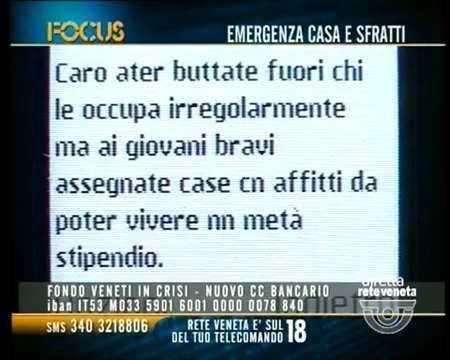 FOCUS
EMERGENZA CASA E SFRATTI
Caro ater buttate fuori chi
le occupa irregolarmente
ma ai giovani bravi
assegnate case cn affitti da
poter vivere nn metà
stipendio.
FONDO VENETI IN CRISI - NUOVO CC BANCARIO
iban IT53 M033 5901 6001 0000 0078 840
diretta
reteveneta
SMS 340 3218806
RETE VENETA E' SUL
DEL TUO TELECOMANDO 18